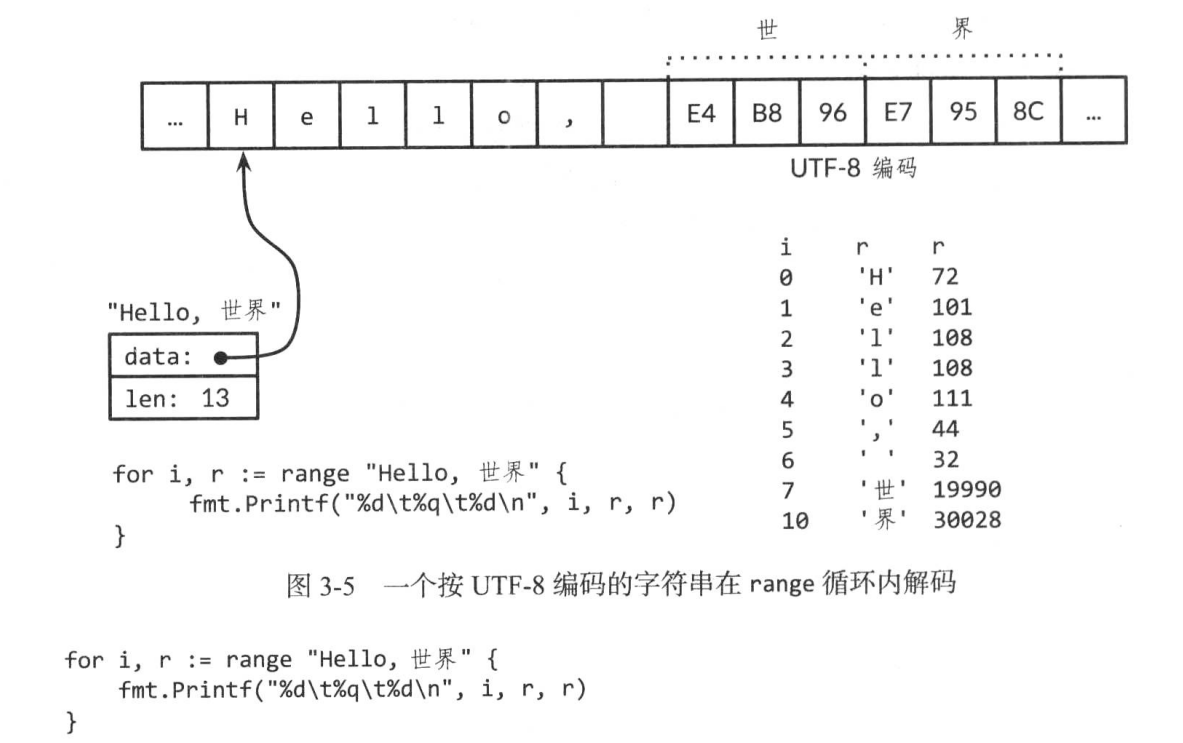 世 界
… H e l l o , E4 B8 96 E7 95 8C …
UTF-8 编码
"Hello, 世界"
data:
len: 13
for i, r := range "Hello, 世界" {
fmt.Printf("%d\t%q\t%d\n", i, r, r)
}
i r r
0 'H' 72
1 'e' 101
2 'l' 108
3 'l' 108
4 'o' 111
5 ',' 44
6 ' ' 32
7 '世' 19990
10 '界' 30028
图 3-5 一个按 UTF-8 编码的字符串在 range 循环内解码
for i, r := range "Hello, 世界" {
fmt.Printf("%d\t%q\t%d\n", i, r, r)
}